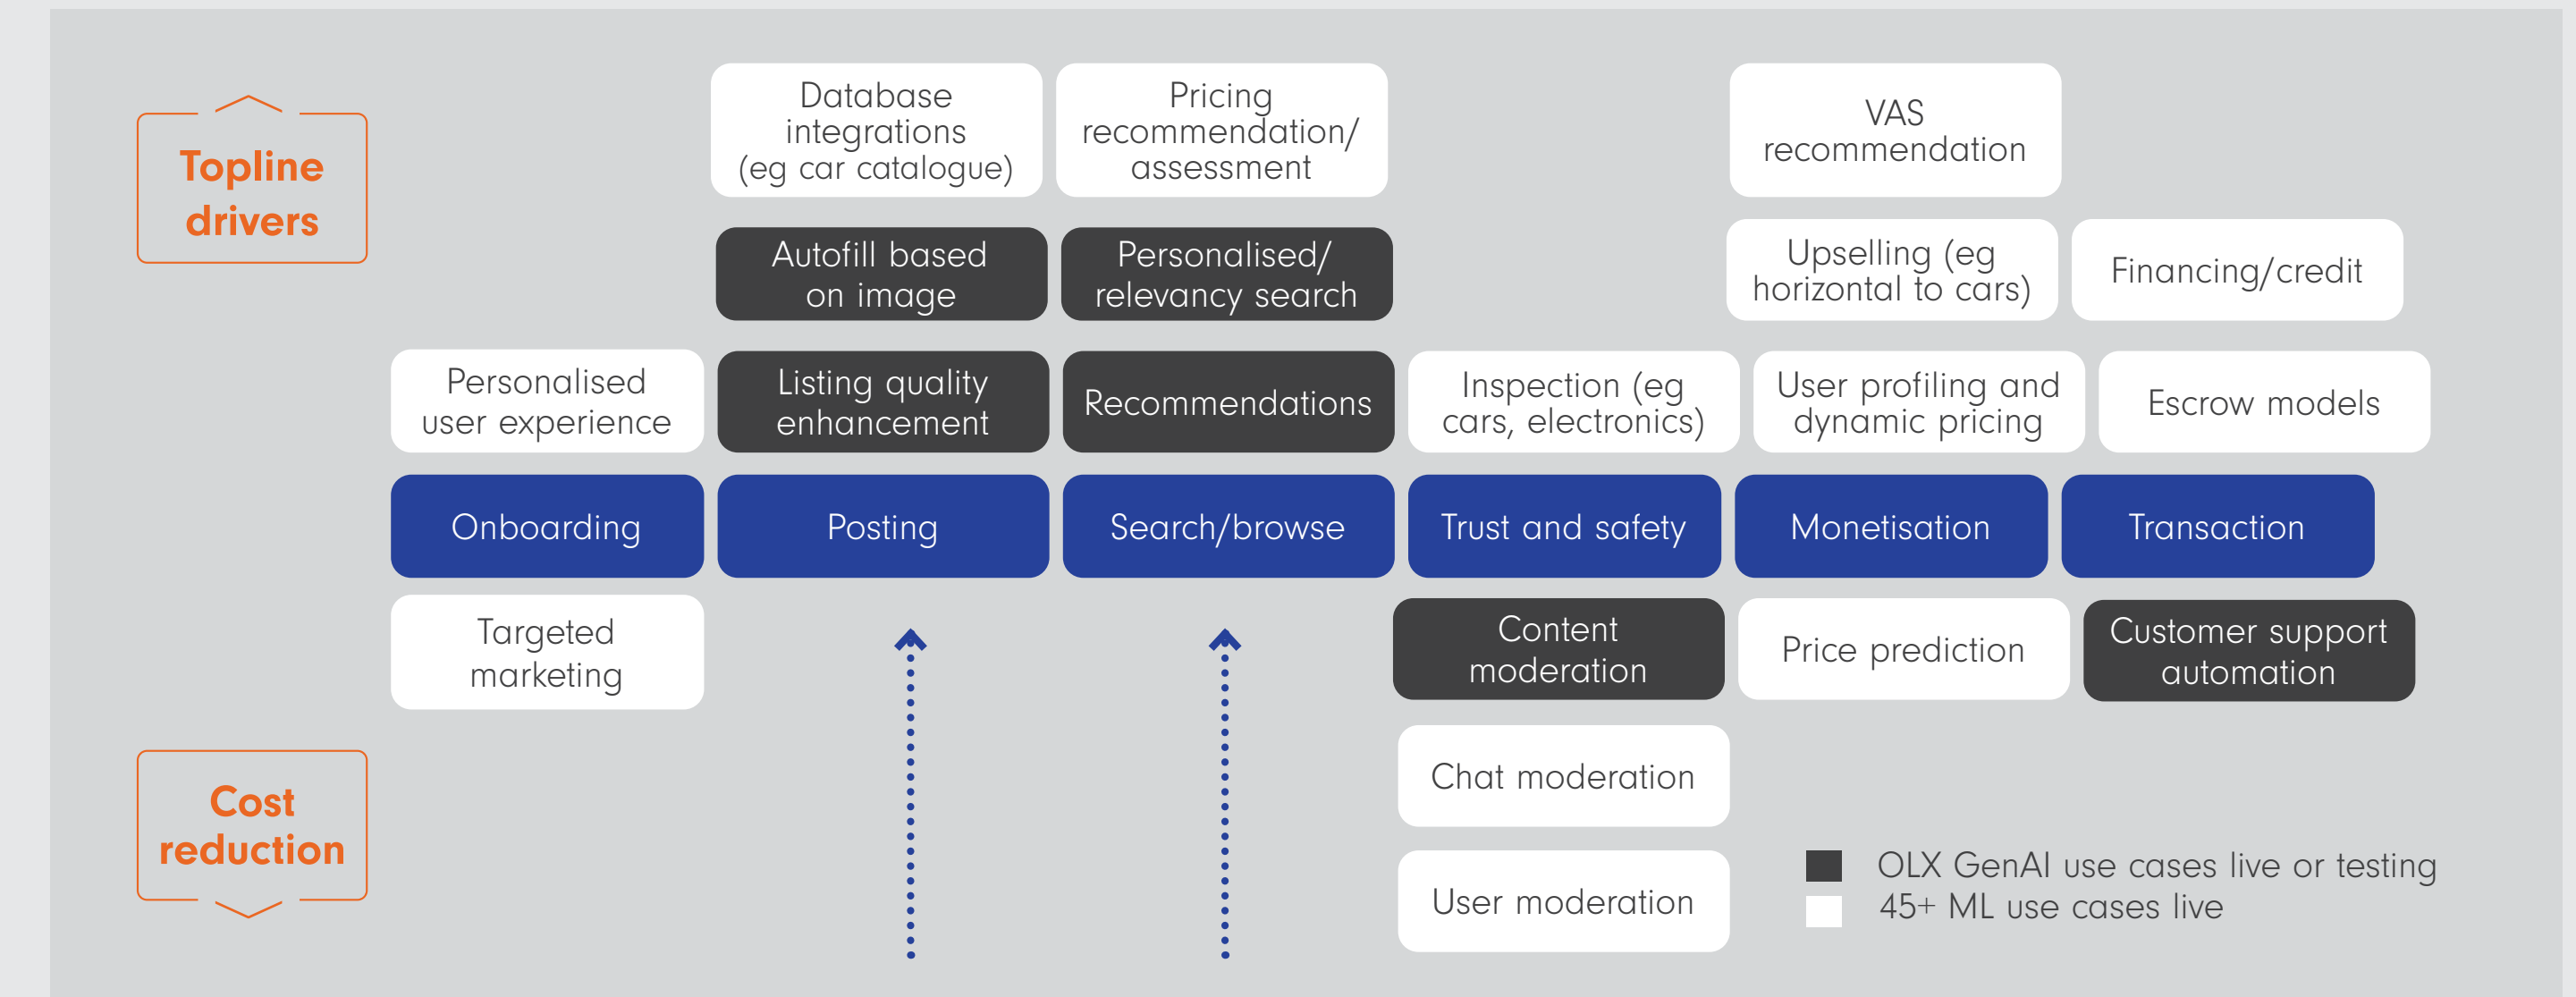 Topline
drivers
Database
integrations
(eg car catalogue)
Pricing
recommendation/
assessment
VAS
recommendation
Autofill based
on image
Personalised/
relevancy search
Upselling (eg
horizontal to cars)
Financing/credit
Personalised
user experience
Listing quality
enhancement
Recommendations
Inspection (eg
cars, electronics)
User profiling and
dynamic pricing
Escrow models
Onboarding
Posting
Search/browse
Trust and safety
Monetisation
Transaction
Targeted
marketing
Content
moderation
Price prediction
Customer support
automation
Chat moderation
Cost
reduction
User moderation
OLX GenAI use cases live or testing
45+ ML use cases live